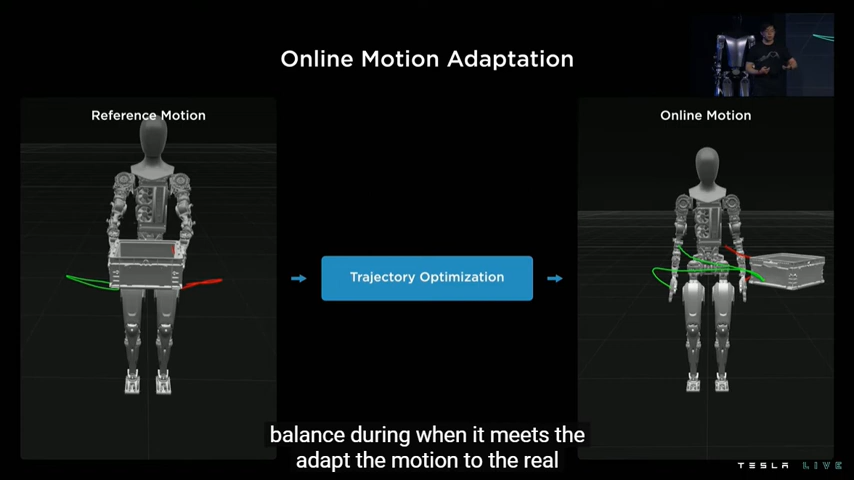 Online Motion Adaptation
Reference Motion
Online Motion
Trajectory Optimization
balance during when it meets the
adapt the motion to the real
TESLA LIVE